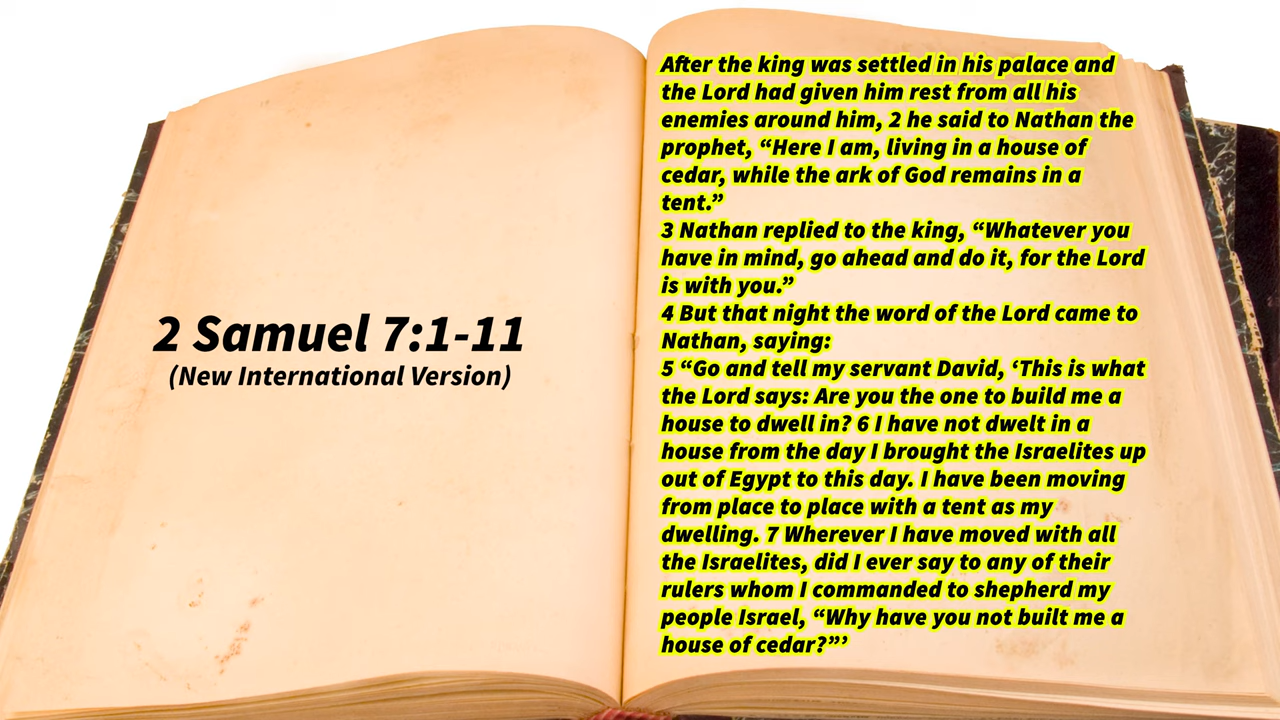 2 Samuel 7:1-11
(New International Version)
After the king was settled in his palace and
the Lord had given him rest from all his
enemies around him, 2 he said to Nathan the
prophet, “Here I am, living in a house of
cedar, while the ark of God remains in a
tent.”
3 Nathan replied to the king, “Whatever you
have in mind, go ahead and do it, for the Lord
is with you.”
4 But that night the word of the Lord came to
Nathan, saying:
5 “Go and tell my servant David, ‘This is what
the Lord says: Are you the one to build me a
house to dwell in? 6 I have not dwelt in a
house from the day I brought the Israelites up
out of Egypt to this day. I have been moving
from place to place with a tent as my
dwelling. 7 Wherever I have moved with all
the Israelites, did I ever say to any of their
rulers whom I commanded to shepherd my
people Israel, “Why have you not built me a
house of cedar?”’